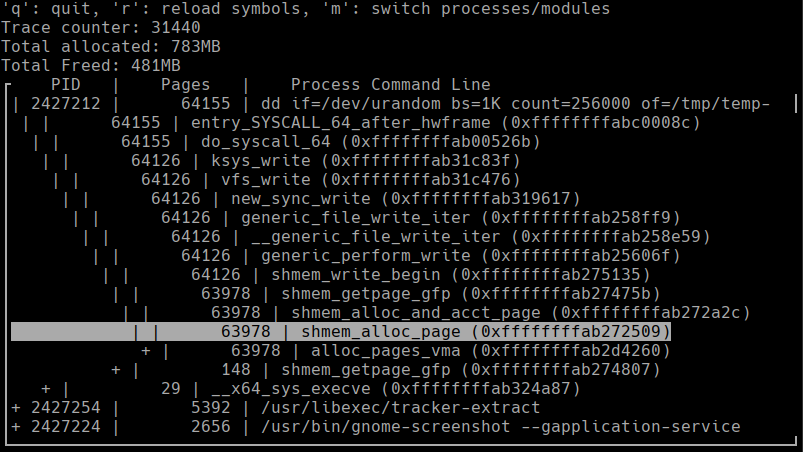 'q': quit, 'r': reload symbols, 'm': switch processes/modules
Trace counter: 31440
Total allocated: 783MB
Total Freed: 481MB
PID | Pages | Process Command Line
| 2427212 | 64155 | dd if=/dev/urandom bs=1K count=256000 of=/tmp/temp-
| | 64155 | entry_SYSCALL_64_after_hwframe (0xffffffffabc0008c)
| | 64155 | do_syscall_64 (0xffffffffab00526b)
| | 64126 | ksys_write (0xffffffffab31c83f)
| | 64126 | vfs_write (0xffffffffab31c476)
| | 64126 | new_sync_write (0xffffffffab319617)
| | 64126 | generic_file_write_iter (0xffffffffab258ff9)
| | 64126 | __generic_file_write_iter (0xffffffffab258e59)
| | 64126 | generic_perform_write (0xffffffffab25606f)
| | 64126 | shmem_write_begin (0xffffffffab275135)
| | 63978 | shmem_getpage_gfp (0xffffffffab27475b)
| | 63978 | shmem_alloc_and_acct_page (0xffffffffab272a2c)
| | 63978 | shmem_alloc_page (0xffffffffab272509)
+ | 63978 | alloc_pages_vma (0xffffffffab2d4260)
+ | 148 | shmem_getpage_gfp (0xffffffffab274807)
+ | 29 | __x64_sys_execve (0xffffffffab324a87)
+ 2427254 | 5392 | /usr/libexec/tracker-extract
+ 2427224 | 2656 | /usr/bin/gnome-screenshot --gapplication-service